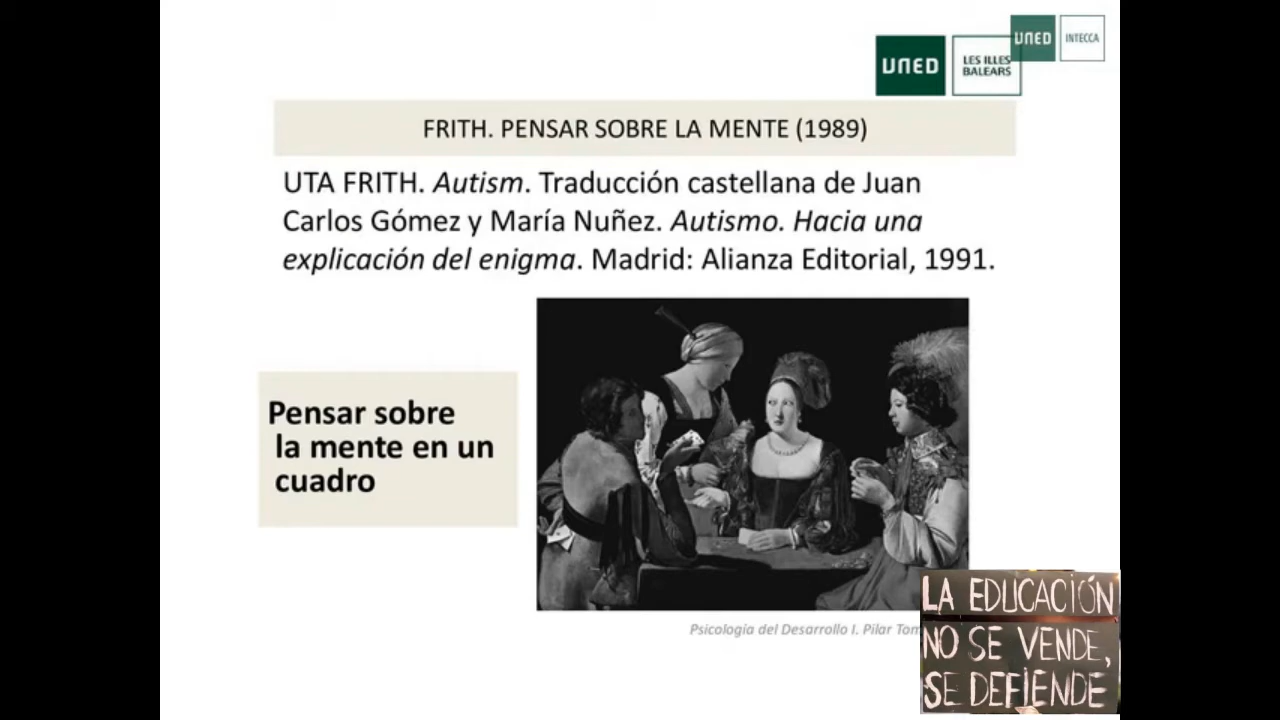 UNED
INTECCA
UNED
LES ILLES
BALEARS
FRITH. PENSAR SOBRE LA MENTE (1989)
UTA FRITH. Autism. Traducción castellana de Juan
Carlos Gómez y María Nuñez. Autismo. Hacia una
explicación del enigma. Madrid: Alianza Editorial, 1991.
Pensar sobre
la mente en un
cuadro
Psicología del Desarrollo I. Pilar
LA EDUCACIÓN
NO SE VENDE,
SE DEFIENDE